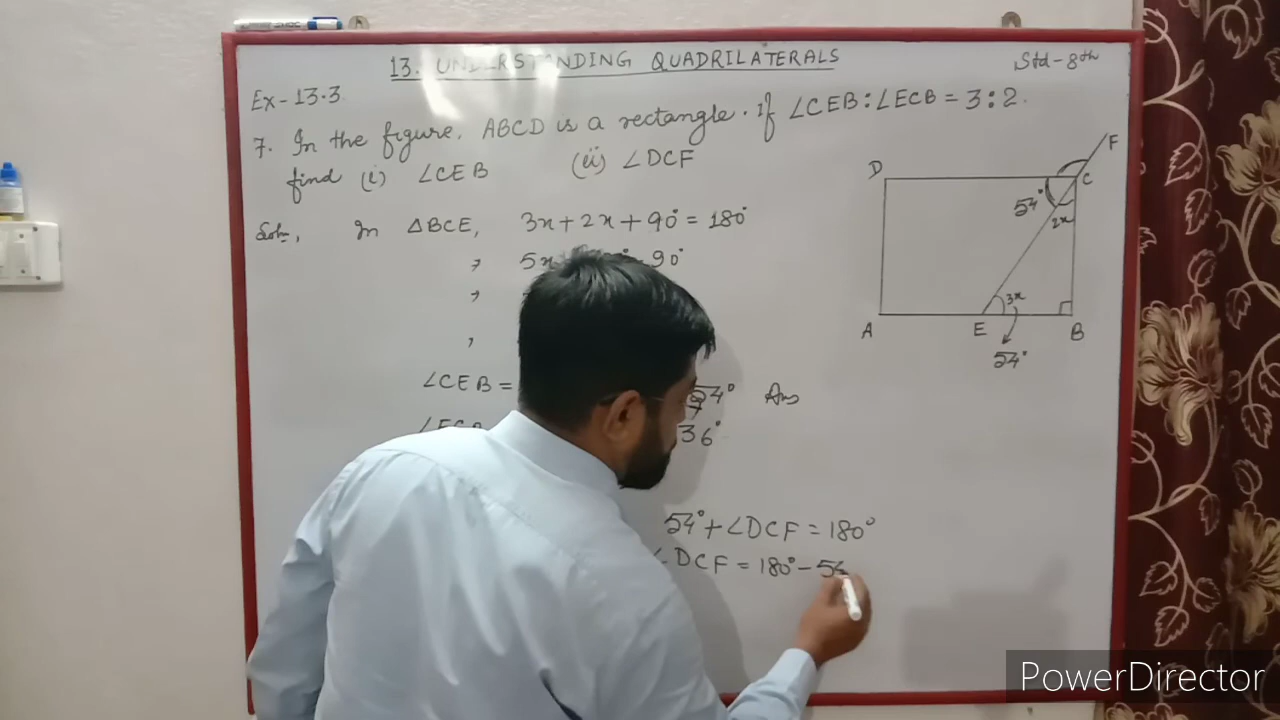 13. UNDERSTANDING QUADRILATERALS
Std-8th
Ex-13.3
7. In the figure, ABCD is a rectangle. if ∠CEB:∠ECB = 3:2.
find (i) ∠CEB (ii) ∠DCF
Soln, In △BCE, 3x+2x+90°=180°
5x 90°
∠CEB = 54° Ans
36°
54°+∠DCF=180°
∠DCF=180°-54
D
C
F
54°
2x
3x
A
E
B
54°
PowerDirector